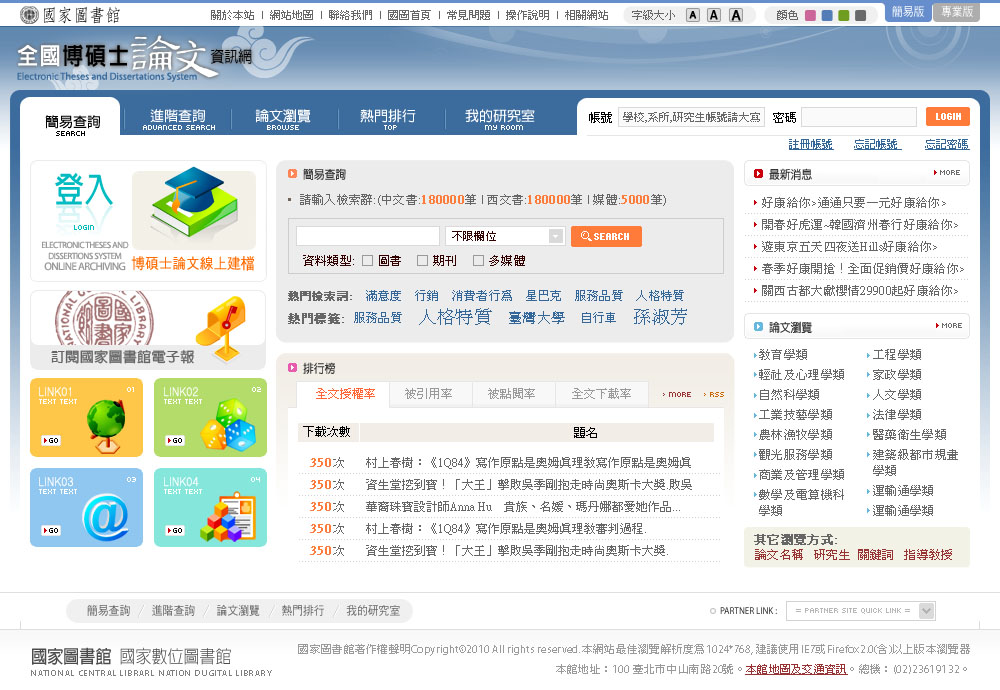 國家圖書館
關於本站 | 網站地圖 | 聯絡我們 | 國圖首頁 | 常見問題 | 操作說明 | 相關網站
字級大小 A A A
顏色
簡易版 專業版
全國博碩士論文資訊網
Electronic Theses and Dissertations System
簡易查詢 SEARCH
進階查詢 ADVANCED SEARCH
論文瀏覽 BROWSE
熱門排行 TOP
我的研究室 MY ROOM
帳號 學校,系所,研究生帳號請大寫 密碼 LOGIN
註冊帳號 忘記帳號 忘記密碼
登入
LOGIN
ELECTRONIC THESES AND
DISSERTIONS SYSTEM
ONLINE ARCHIVING
博碩士論文線上建檔
訂閱國家圖書館電子報
LINK01 01
TEXT TEXT
GO
LINK02 02
TEXT TEXT
GO
LINK03 03
TEXT TEXT
GO
LINK04 04
TEXT TEXT
GO
簡易查詢
請輸入檢索群:(中文書:180000筆 | 西文書:180000筆 | 媒體:5000筆)
不限欄位 SEARCH
資料類型: 圖書 期刊 多媒體
熱門檢索詞: 滿意度 行銷 消費者行為 星巴克 服務品質 人格特質
熱門標籤: 服務品質 人格特質 臺灣大學 自行車 孫淑芳
排行榜
全文授權率 被引用率 被點閱率 全文下載率 MORE RSS
下載次數 題名
350次 村上春樹：《1Q84》寫作原點是奧姆真理教寫作原點是奧姆真
350次 資生堂挖到寶！「大王」擊敗吳季剛抱走時尚奧斯卡大獎.敗吳
350次 華裔珠寶設計師Anna Hu 貴族、名媛、瑪丹娜都愛她作品...
350次 村上春樹：《1Q84》寫作原點是奧姆真理教審判過程.
350次 資生堂挖到寶！「大王」擊敗吳季剛抱走時尚奧斯卡大獎.
最新消息 MORE
好康給你>通通只要一元好康給你>
開春好虎運~韓國濟州春行好康給你>
遊東京五天四夜送Hills好康給你>
春季好康開搶！全面促銷價好康給你>
關西古都大獻櫻情29900起好康給你>
論文瀏覽 MORE
教育學類 工程學類
輕社及心理學類 家政學類
自然科學類 人文學類
工業技藝學類 法律學類
農林漁牧學類 醫藥衛生學類
觀光服務學類 建築級都市規畫學類
商業及管理學類 運輸通學類
數學及電算機科學類 運輸通學類
其它瀏覽方式:
論文名稱 研究生 關鍵詞 指導教授
簡易查詢 / 進階查詢 / 論文瀏覽 / 熱門排行 / 我的研究室
PARTNER LINK : = PARTNER SITE QUICK LINK =
國家圖書館 國家數位圖書館
NATIONAL CENTRAL LIBRARL NATION DUGITAL LIBRARY
國家圖書館著作權聲明Copyright©2010 All rights reserved.本網站最佳瀏覽解析度為1024*768, 建議使用IE7或Firefox2.0(含)以上版本瀏覽器
本館地址：100 臺北市中山南路20號。本館地圖及交通資訊。總機：(02)23619132。